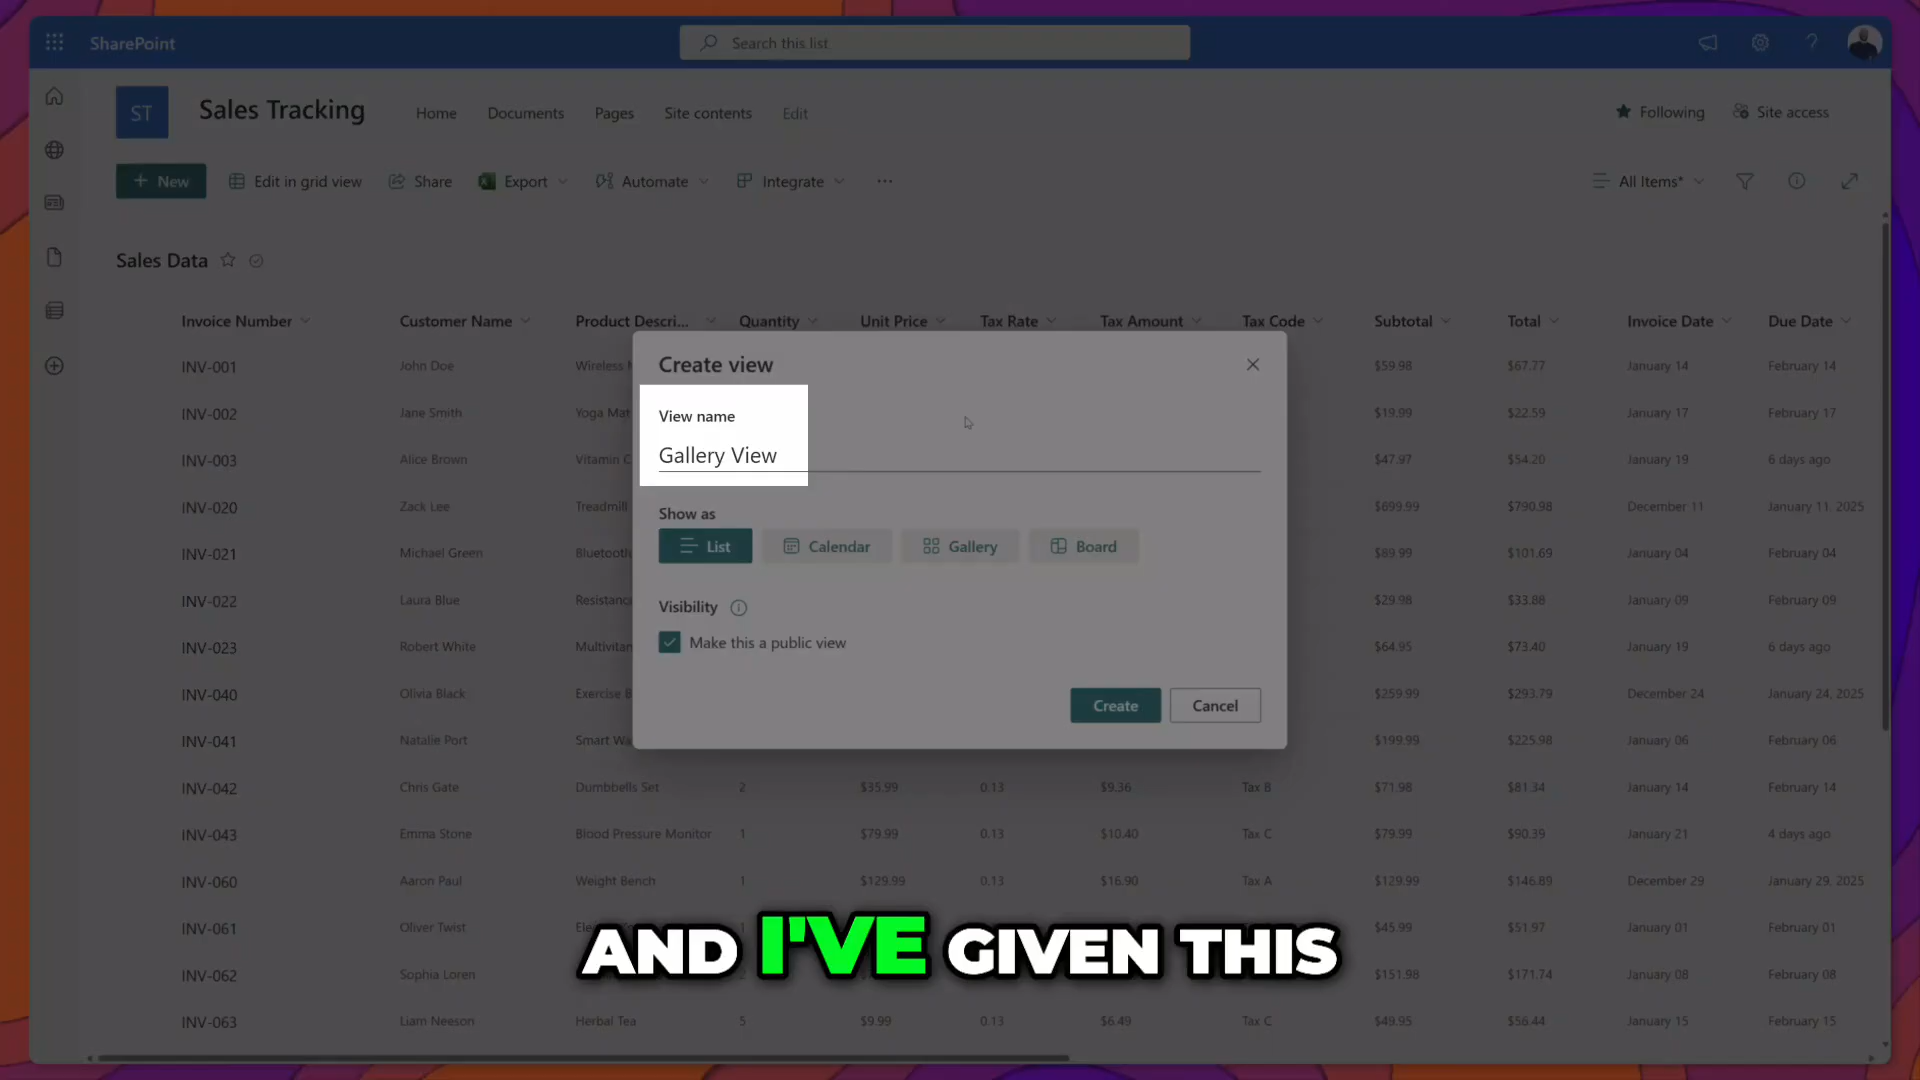 SharePoint
Search this list
ST
Sales Tracking
Home
Documents
Pages
Site contents
Edit
Following
Site access
New
Edit in grid view
Share
Export
Automate
Integrate
All Items*
Sales Data
Invoice Number Customer Name Product Descri... Quantity Unit Price Tax Rate Tax Amount Tax Code Subtotal Total Invoice Date Due Date
INV-001 John Doe Wireless $59.98 $67.77 January 14 February 14
INV-002 Jane Smith Yoga Mat $19.99 $22.59 January 17 February 17
INV-003 Alice Brown Vitamin C $47.97 $54.20 January 19 6 days ago
INV-020 Zack Lee Treadmill $699.99 $790.98 December 11 January 11, 2025
INV-021 Michael Green $89.99 $101.69 January 04 February 04
INV-022 Laura Blue $29.98 $33.88 January 09 February 09
INV-023 Robert White $64.95 $73.40 January 19 6 days ago
INV-040 Olivia Black Exercise $259.99 $293.79 December 24 January 24, 2025
INV-041 Natalie Port Smart $199.99 $225.98 January 06 February 06
INV-042 Chris Gate Dumbbells Set 2 $35.99 0.13 $9.36 Tax B $71.98 $81.34 January 14 February 14
INV-043 Emma Stone Blood Pressure Monitor 1 $79.99 0.13 $10.40 Tax C $79.99 $90.39 January 21 4 days ago
INV-060 Aaron Paul Weight Bench 1 $129.99 0.13 $16.90 Tax A $129.99 $146.89 December 29 January 29, 2025
INV-061 Oliver Twist $45.99 $51.97 January 01 February 01
INV-062 Sophia Loren $151.98 $171.74 January 08 February 08
INV-063 Liam Neeson Herbal Tea 5 $9.99 0.13 $6.49 Tax C $49.95 $56.44 January 15 February 15
Create view
View name
Gallery View
Show as
List
Calendar
Gallery
Board
Visibility
Make this a public view
Create
Cancel
AND I'VE GIVEN THIS